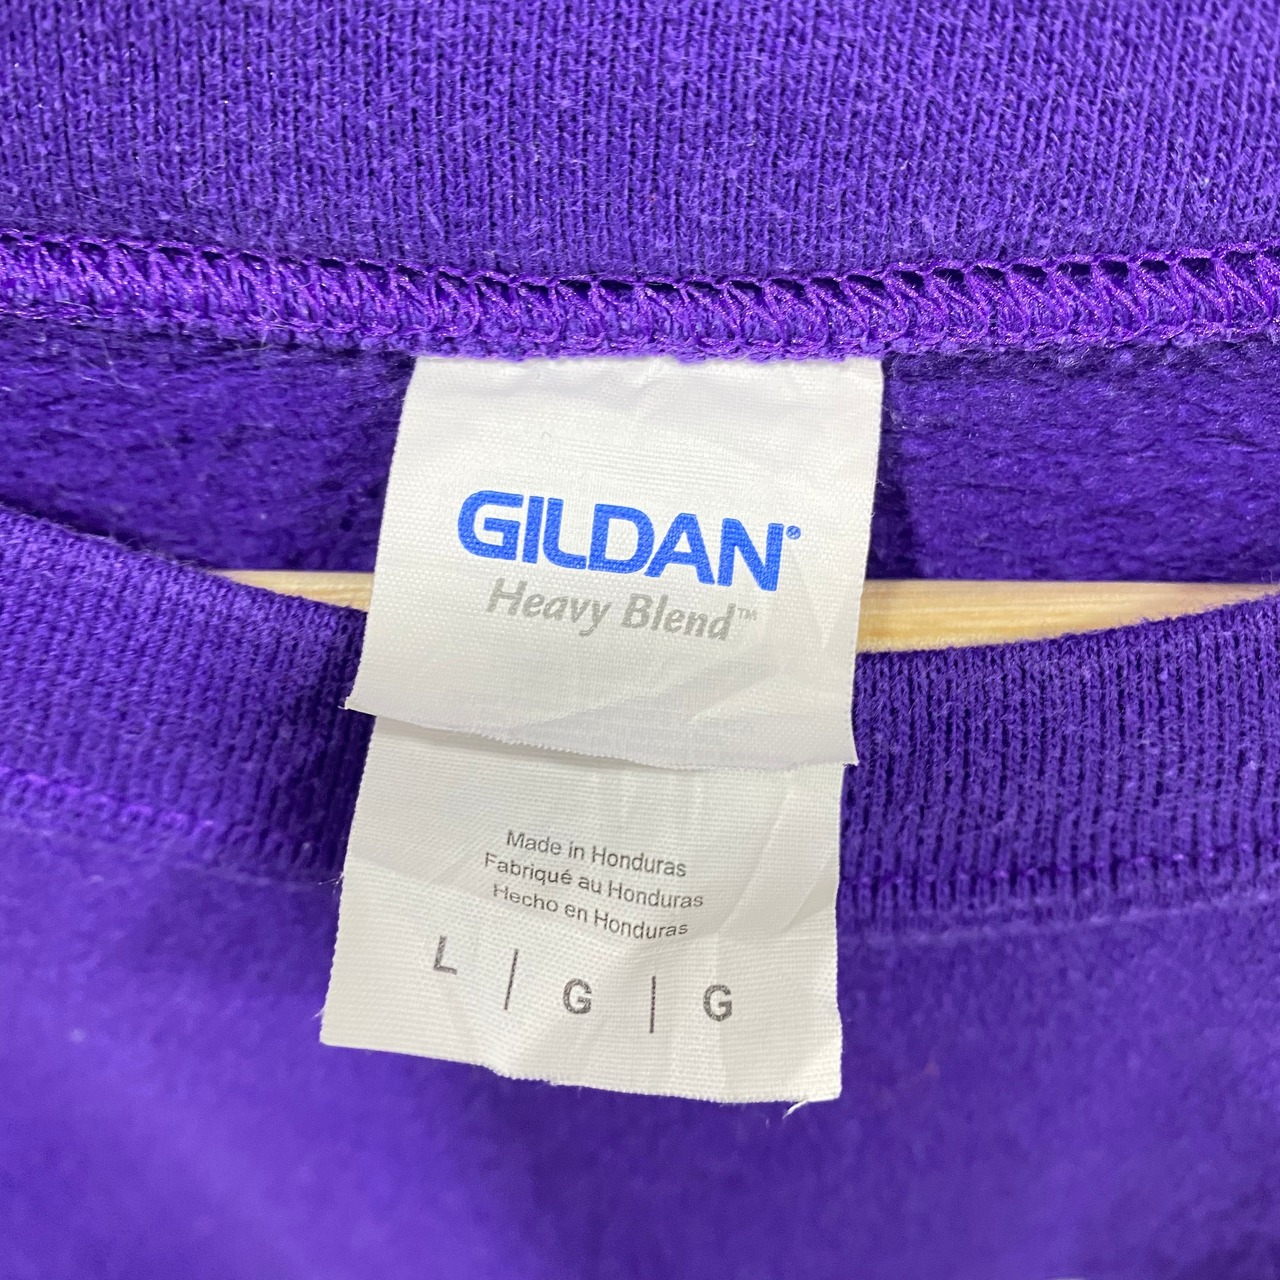 GILDAN®
Heavy Blend™
Made in Honduras
Fabriqué au Honduras
Hecho en Honduras
L | G | G